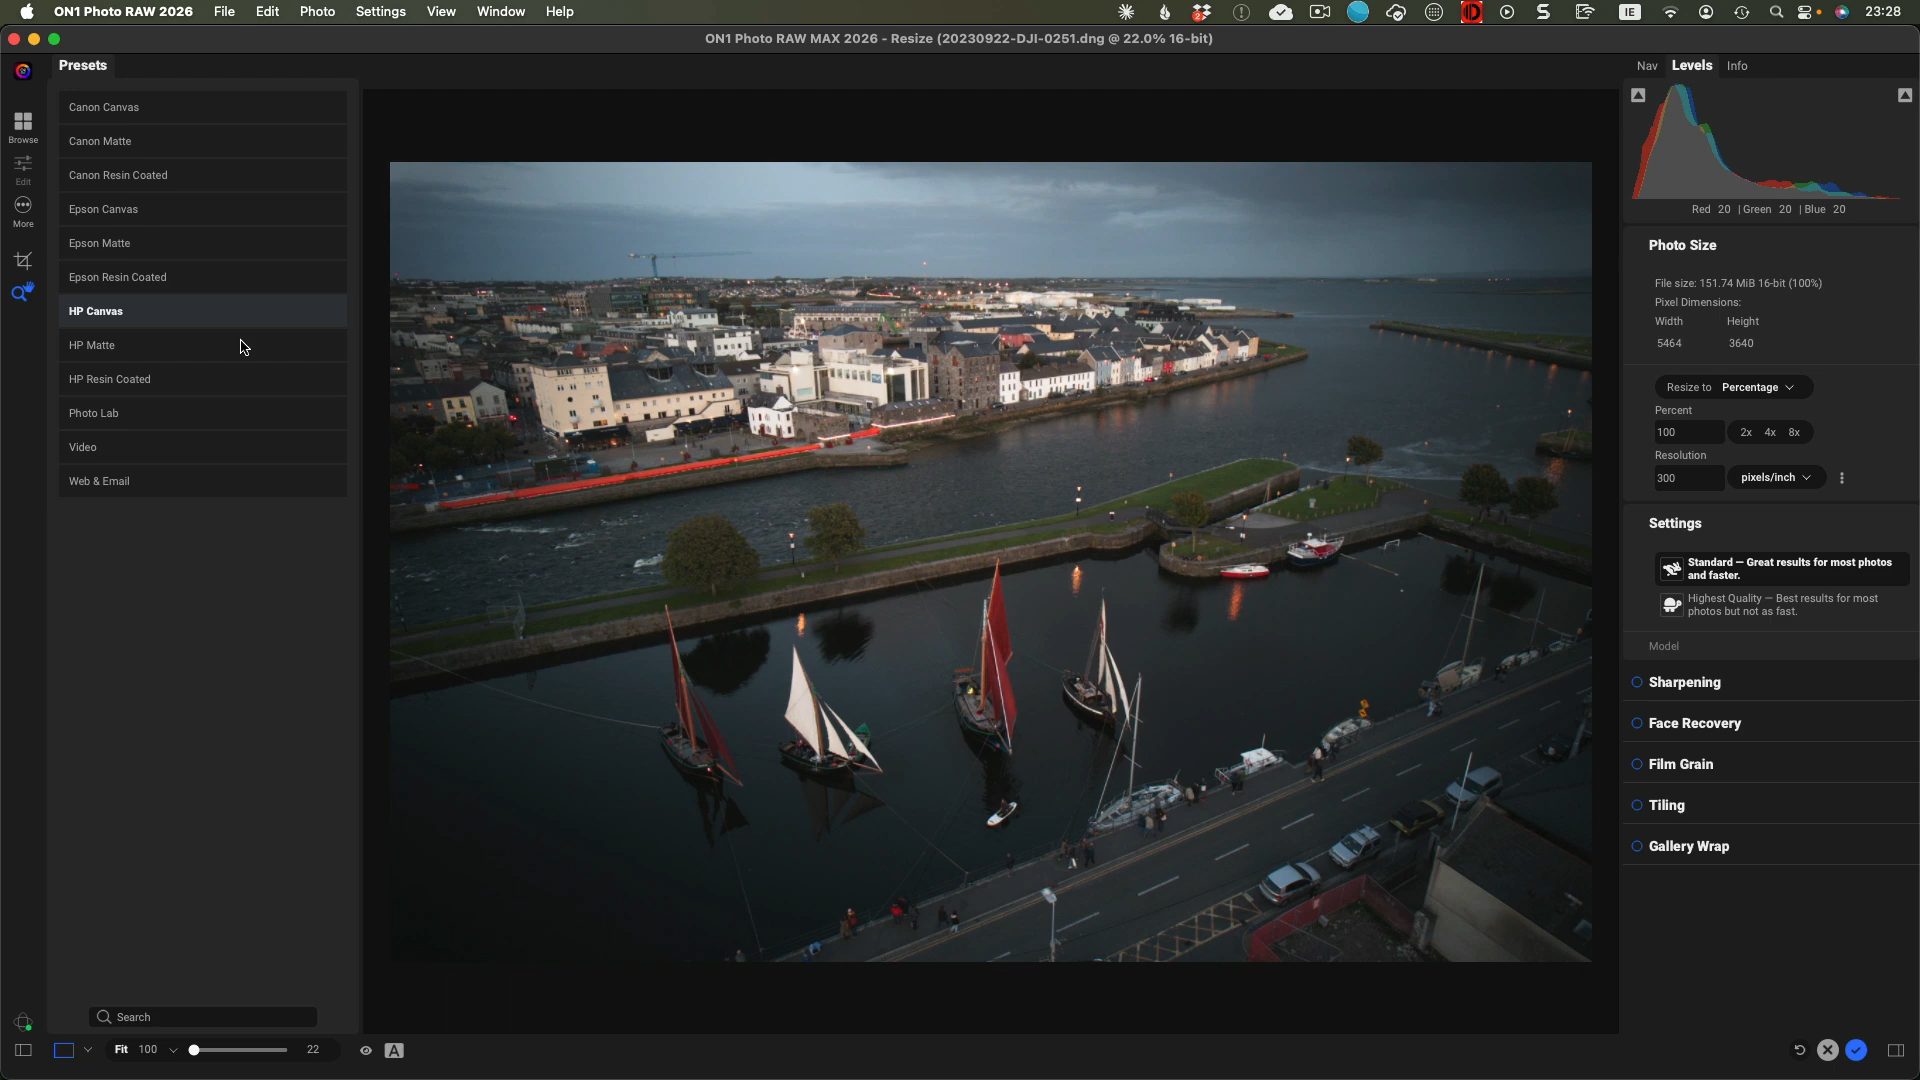 ON1 Photo RAW 2026 File Edit Photo Settings View Window Help IE 23:28
ON1 Photo RAW MAX 2026 - Resize (20230922-DJI-0251.dng @ 22.0% 16-bit)
Presets
Browse
Edit
More
Canon Canvas
Canon Matte
Canon Resin Coated
Epson Canvas
Epson Matte
Epson Resin Coated
HP Canvas
HP Matte
HP Resin Coated
Photo Lab
Video
Web & Email
Search
Fit 100 22 A
Nav Levels Info
Red 20 | Green 20 | Blue 20
Photo Size
File size: 151.74 MiB 16-bit (100%)
Pixel Dimensions:
Width Height
5464 3640
Resize to Percentage
Percent
100 2x 4x 8x
Resolution
300 pixels/inch
Settings
Standard — Great results for most photos
and faster.
Highest Quality — Best results for most
photos but not as fast.
Model
Sharpening
Face Recovery
Film Grain
Tiling
Gallery Wrap